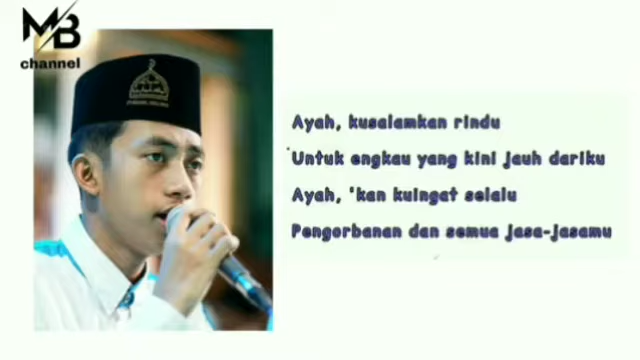 MB
channel
Ayah, kusalamkan rindu
Untuk engkau yang kini jauh dariku
Ayah, 'kan kuingat selalu
Pengorbanan dan semua jasa-jasamu